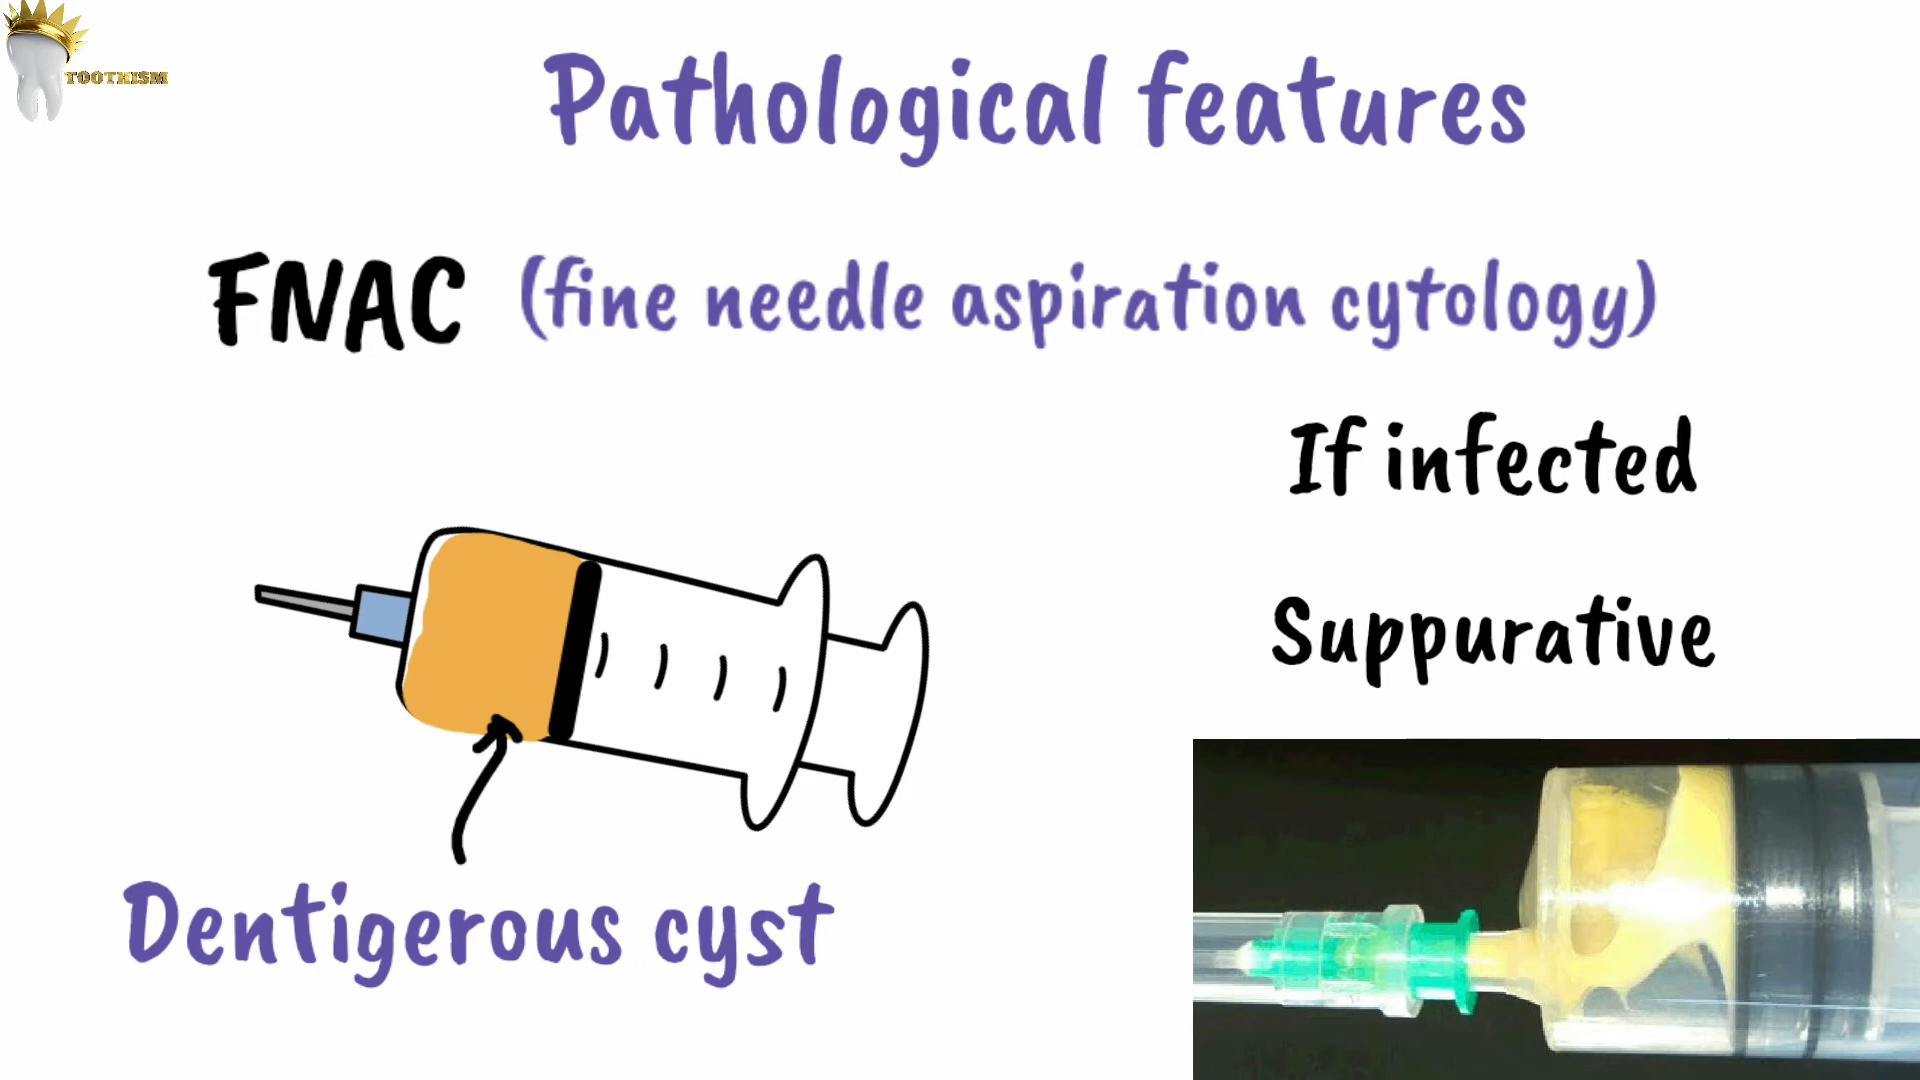 TOOTHISM
Pathological features
FNAC (fine needle aspiration cytology)
If infected
Suppurative
Dentigerous cyst